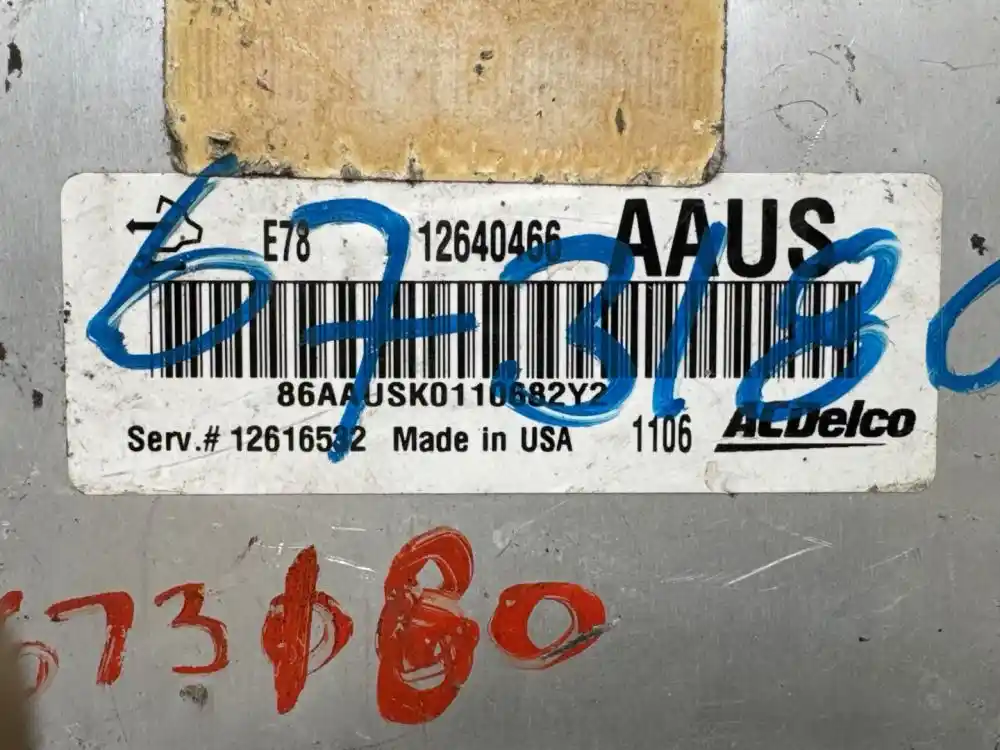 E78 12640466 AAUS
86AAUSK0110682Y2
Serv.# 12616532 Made in USA 1106 ACDelco
673180
673180